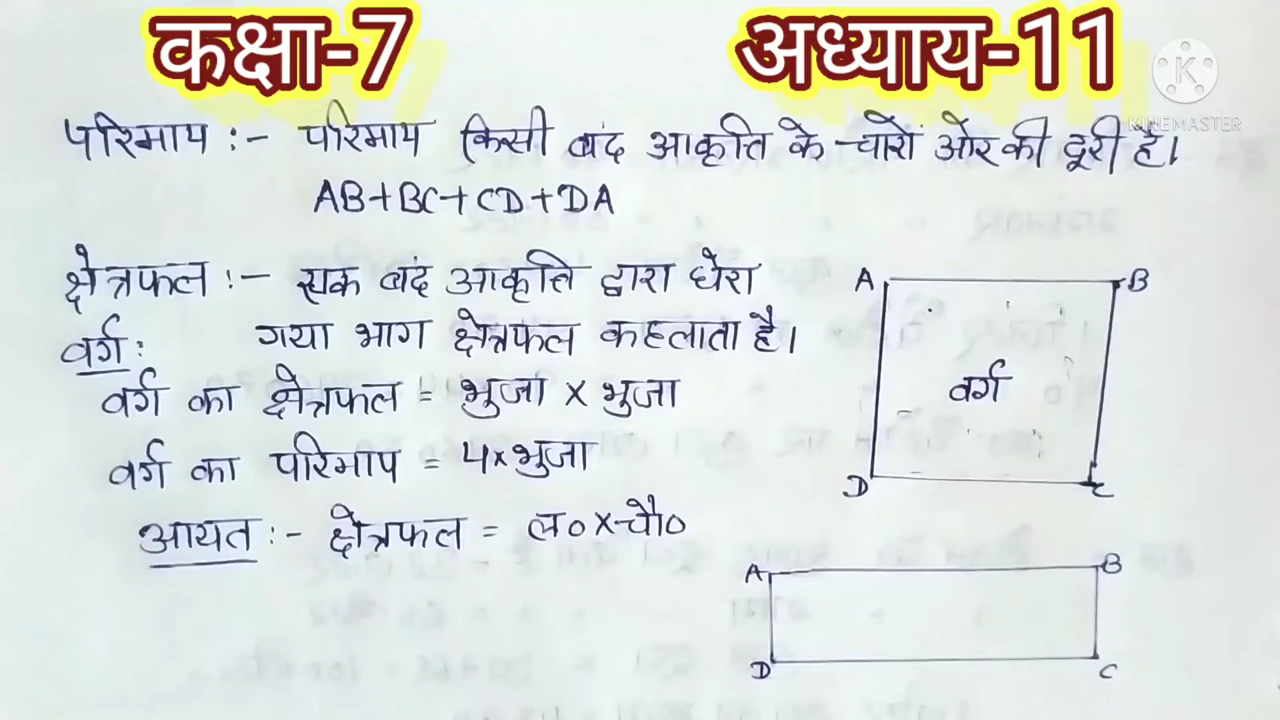 कक्षा-7
अध्याय-11
K
KINEMASTER
परिमाप :- परिमाप किसी बंद आकृति के चारों ओर की दूरी है।
AB+BC+CD+DA
क्षेत्रफल :- एक बंद आकृति द्वारा घेरा
गया भाग क्षेत्रफल कहलाता है।
वर्ग:
वर्ग का क्षेत्रफल = भुजा × भुजा
वर्ग का परिमाप = 4×भुजा
आयत :- क्षेत्रफल = ल० × चौ०
A B
वर्ग
D C
A B
D C